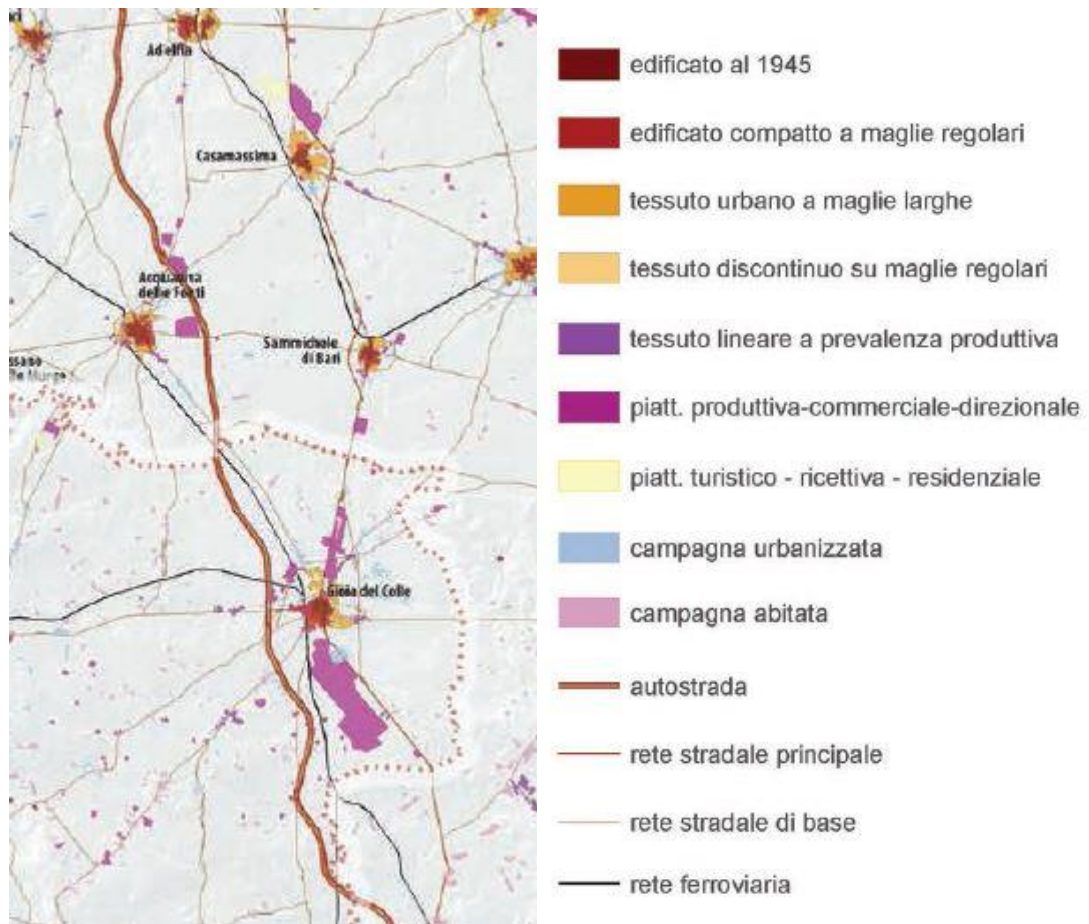 Adelfia
Casamassima
Acquaviva
delle Fonti
Sammichele
di Bari
ssano
Gioia del Colle
edificato al 1945
edificato compatto a maglie regolari
tessuto urbano a maglie larghe
tessuto discontinuo su maglie regolari
tessuto lineare a prevalenza produttiva
piatt. produttiva-commerciale-direzionale
piatt. turistico - ricettiva - residenziale
campagna urbanizzata
campagna abitata
autostrada
rete stradale principale
rete stradale di base
rete ferroviaria